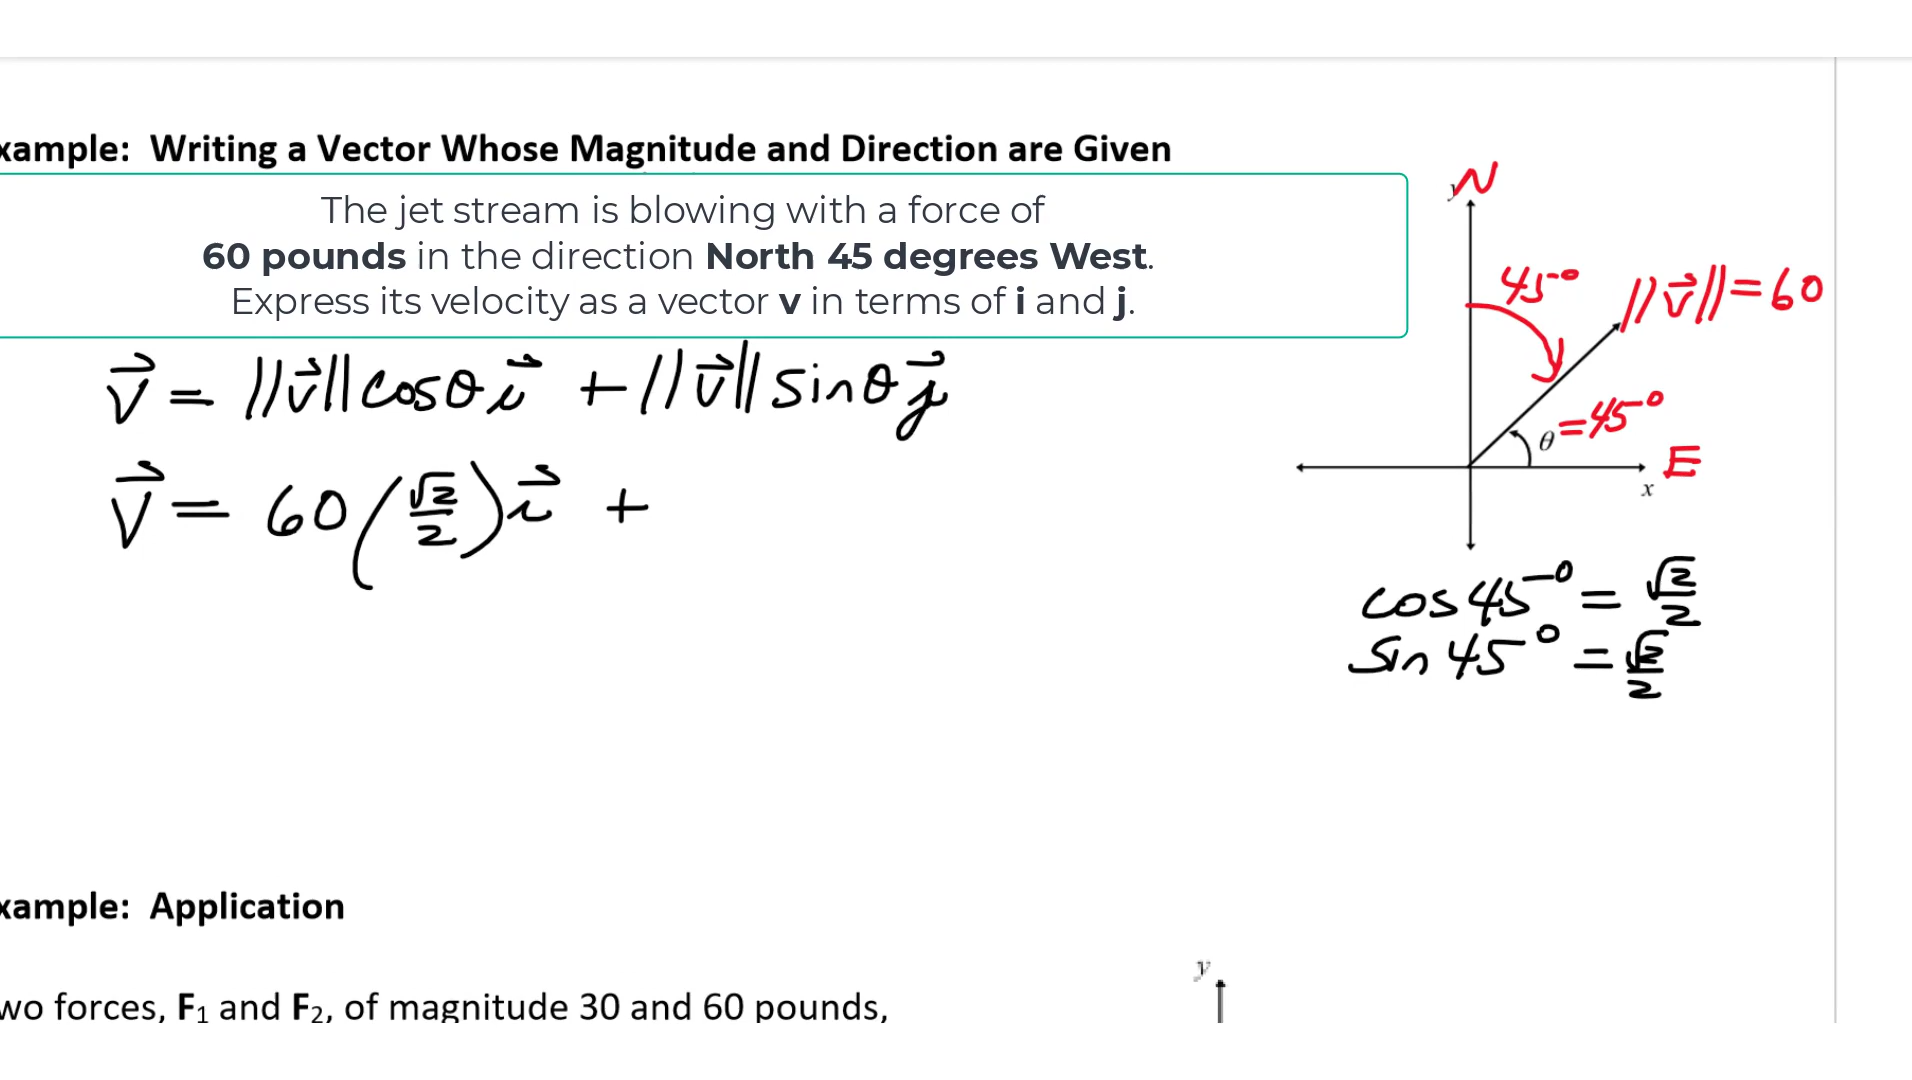 xample: Writing a Vector Whose Magnitude and Direction are Given
The jet stream is blowing with a force of
60 pounds in the direction North 45 degrees West.
Express its velocity as a vector v in terms of i and j.
v⃗ = ||v⃗|| cosθ i⃗ + ||v⃗|| sinθ j⃗
v⃗ = 60(√2/2) i⃗ +
y N
45°
||v⃗|| = 60
θ = 45°
E
x
cos 45° = √2/2
sin 45° = √2/2
xample: Application
wo forces, F₁ and F₂, of magnitude 30 and 60 pounds,
y